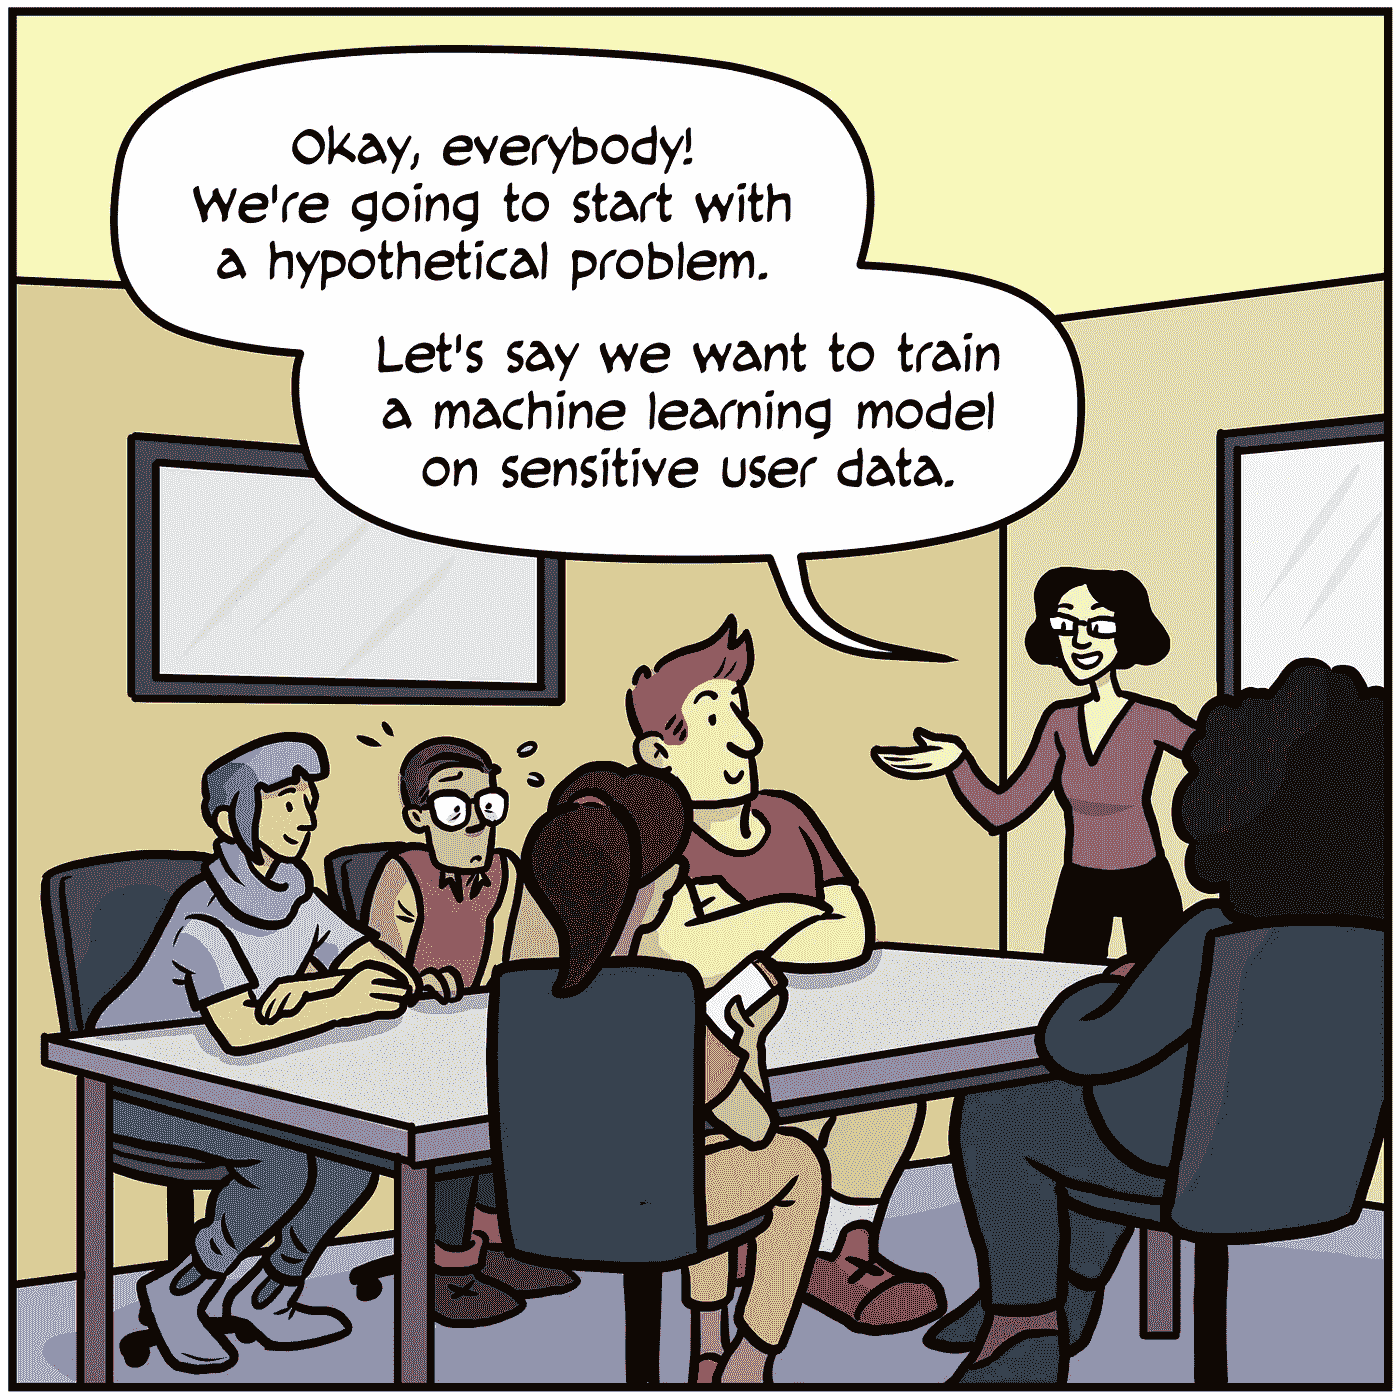 Okay, everybody!
We're going to start with
a hypothetical problem.
Let's say we want to train
a machine learning model
on sensitive user data.